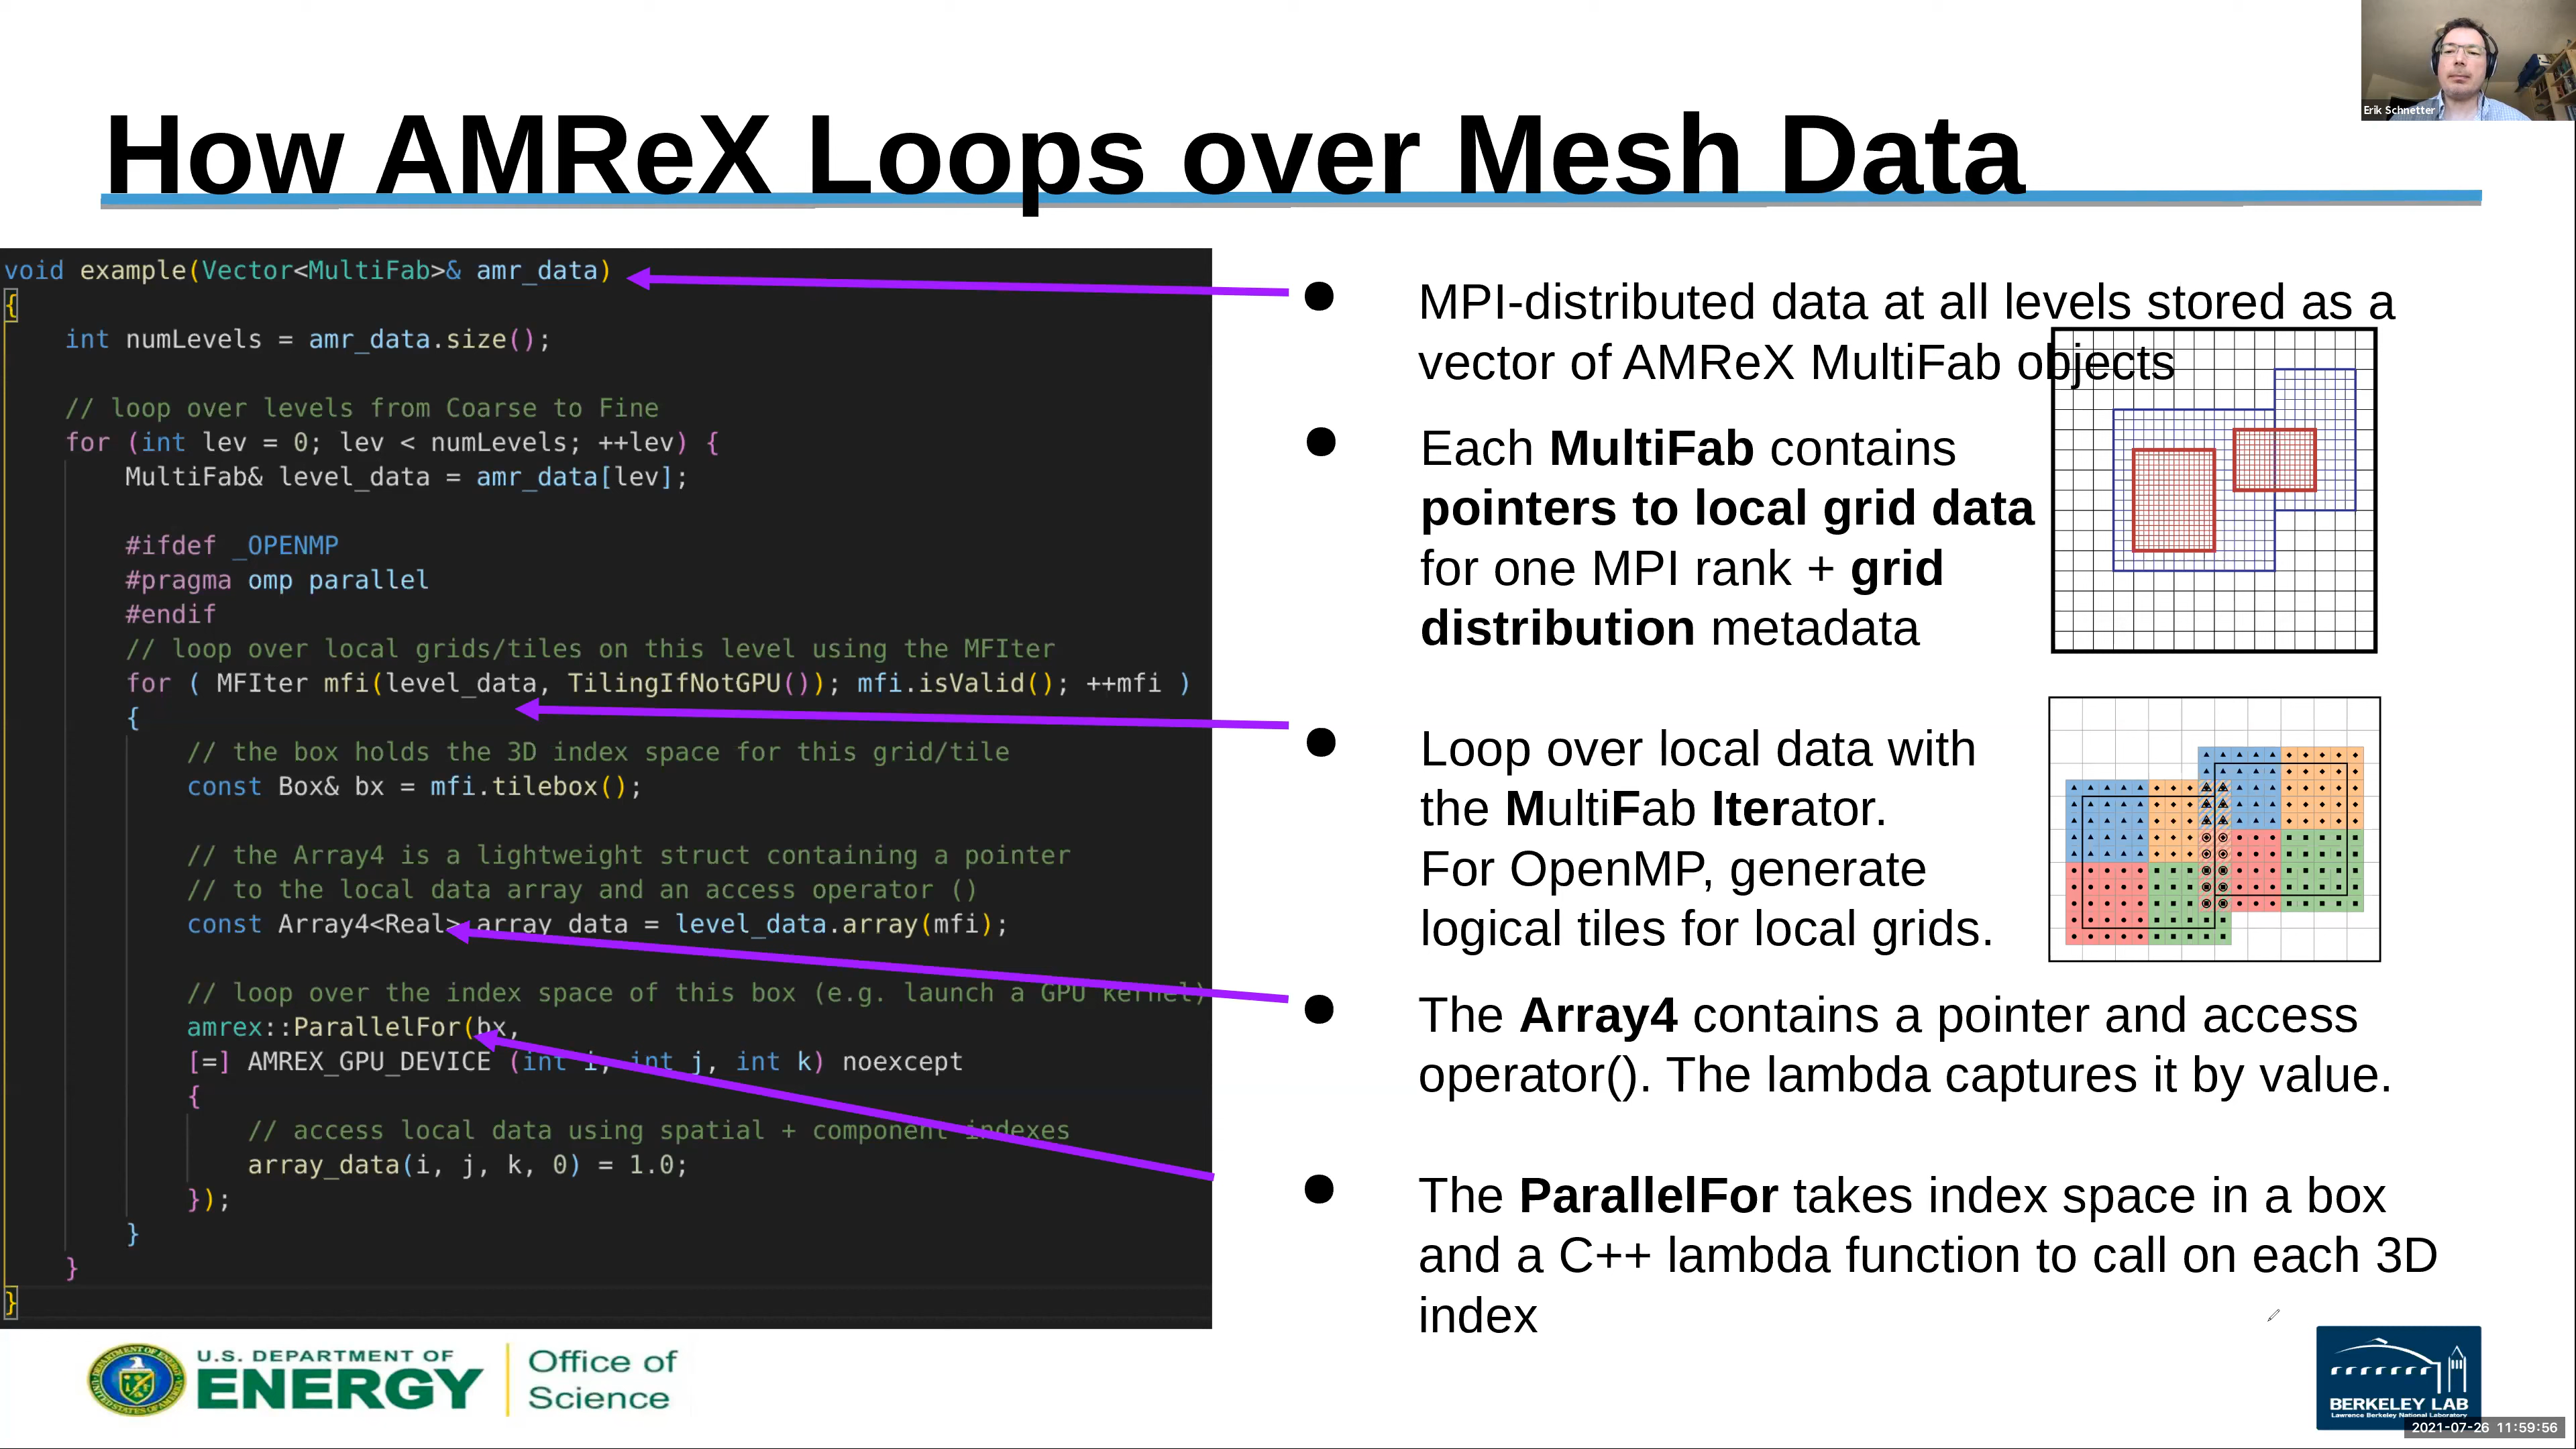 Erik Schnetter
How AMReX Loops over Mesh Data
void example(Vector<MultiFab>& amr_data)
{
int numLevels = amr_data.size();
// loop over levels from Coarse to Fine
for (int lev = 0; lev < numLevels; ++lev) {
MultiFab& level_data = amr_data[lev];
#ifdef _OPENMP
#pragma omp parallel
#endif
// loop over local grids/tiles on this level using the MFIter
for ( MFIter mfi(level_data, TilingIfNotGPU()); mfi.isValid(); ++mfi )
{
// the box holds the 3D index space for this grid/tile
const Box& bx = mfi.tilebox();
// the Array4 is a lightweight struct containing a pointer
// to the local data array and an access operator ()
const Array4<Real> array_data = level_data.array(mfi);
// loop over the index space of this box (e.g. launch a GPU kernel)
amrex::ParallelFor(bx,
[=] AMREX_GPU_DEVICE (int i, int j, int k) noexcept
{
// access local data using spatial + component indexes
array_data(i, j, k, 0) = 1.0;
});
}
}
}
● MPI-distributed data at all levels stored as a
vector of AMReX MultiFab objects
● Each MultiFab contains
pointers to local grid data
for one MPI rank + grid
distribution metadata
● Loop over local data with
the MultiFab Iterator.
For OpenMP, generate
logical tiles for local grids.
● The Array4 contains a pointer and access
operator(). The lambda captures it by value.
● The ParallelFor takes index space in a box
and a C++ lambda function to call on each 3D
index
U.S. DEPARTMENT OF
ENERGY
Office of
Science
BERKELEY LAB
Lawrence Berkeley National Laboratory
2021-07-26 11:59:56